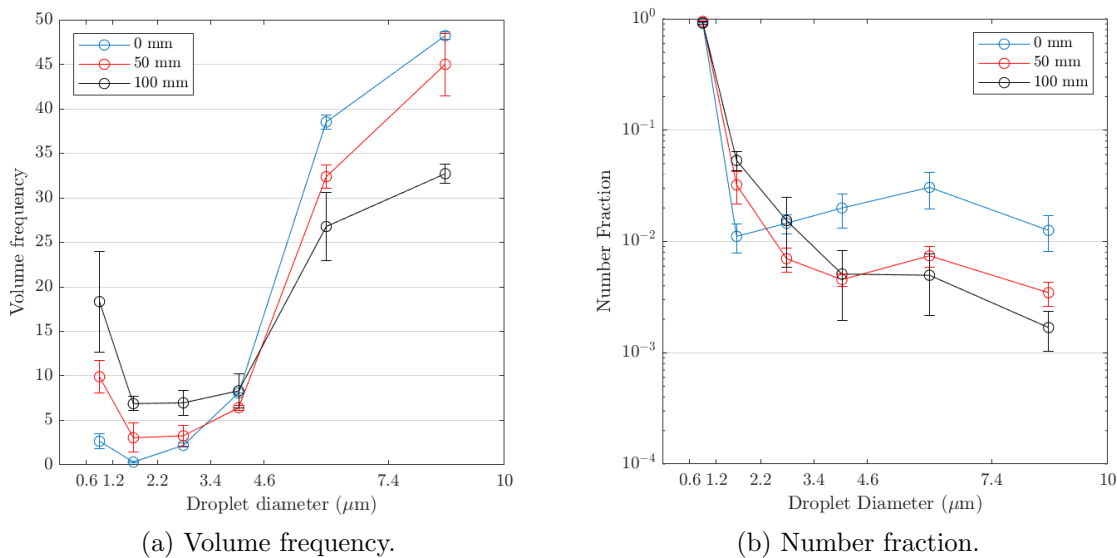 50
45
40
35
30
25
20
15
10
5
0
Volume frequency
0 mm
50 mm
100 mm
0.6 1.2 2.2 3.4 4.6 7.4 10
Droplet diameter (μm)
(a) Volume frequency.
10⁰
10⁻¹
10⁻²
10⁻³
10⁻⁴
Number Fraction
0 mm
50 mm
100 mm
0.6 1.2 2.2 3.4 4.6 7.4 10
Droplet Diameter (μm)
(b) Number fraction.